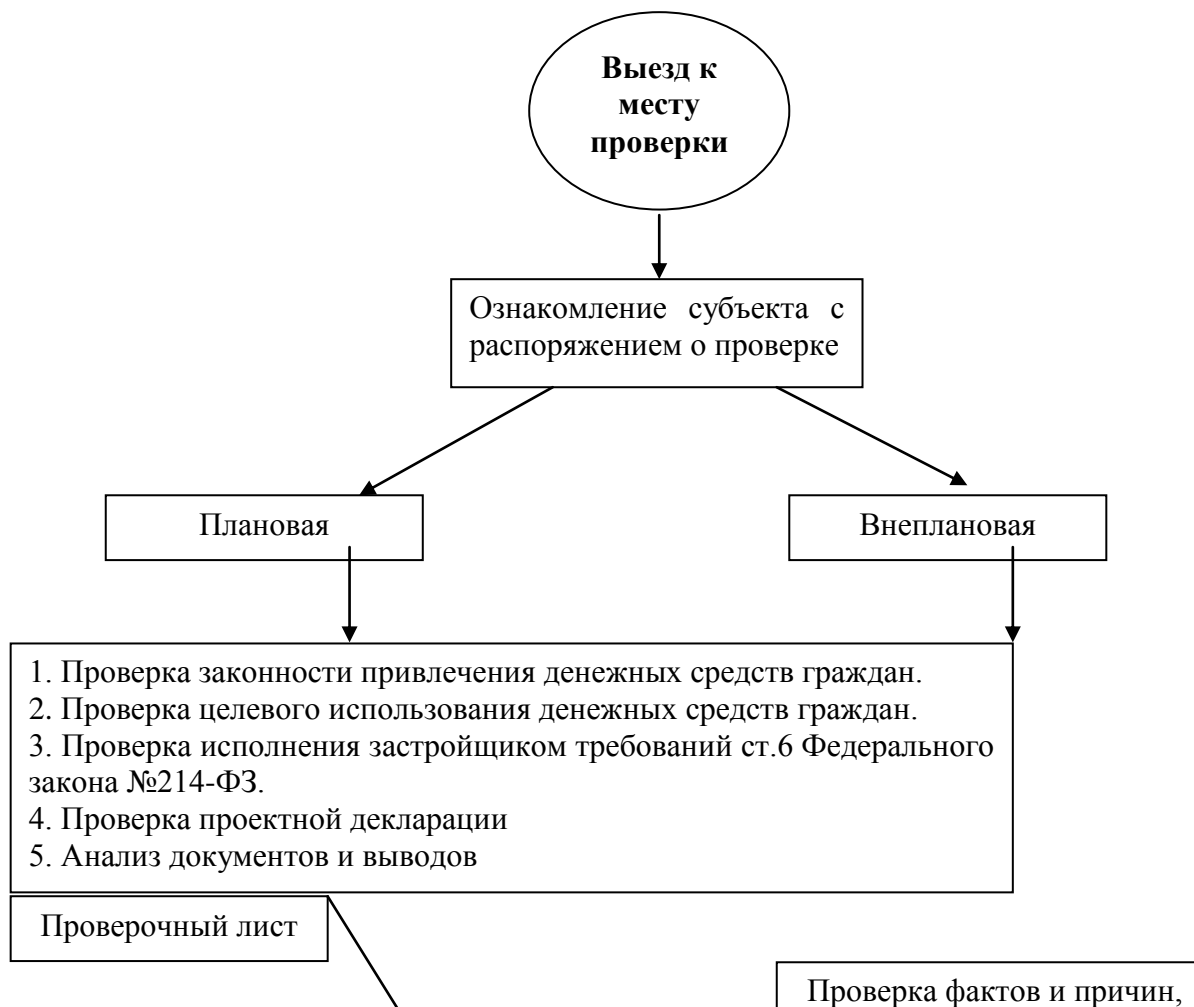 Выезд к
месту
проверки
Ознакомление субъекта с
распоряжением о проверке
Плановая
Внеплановая
1. Проверка законности привлечения денежных средств граждан.
2. Проверка целевого использования денежных средств граждан.
3. Проверка исполнения застройщиком требований ст.6 Федерального
закона №214-ФЗ.
4. Проверка проектной декларации
5. Анализ документов и выводов
Проверочный лист
Проверка фактов и причин,